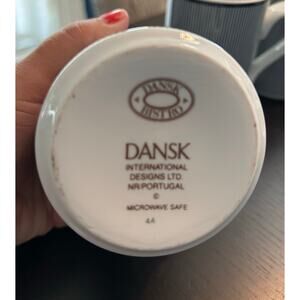 DANSK
BISTRO
DANSK
INTERNATIONAL
DESIGNS LTD.
NR/PORTUGAL
©
MICROWAVE SAFE
4A